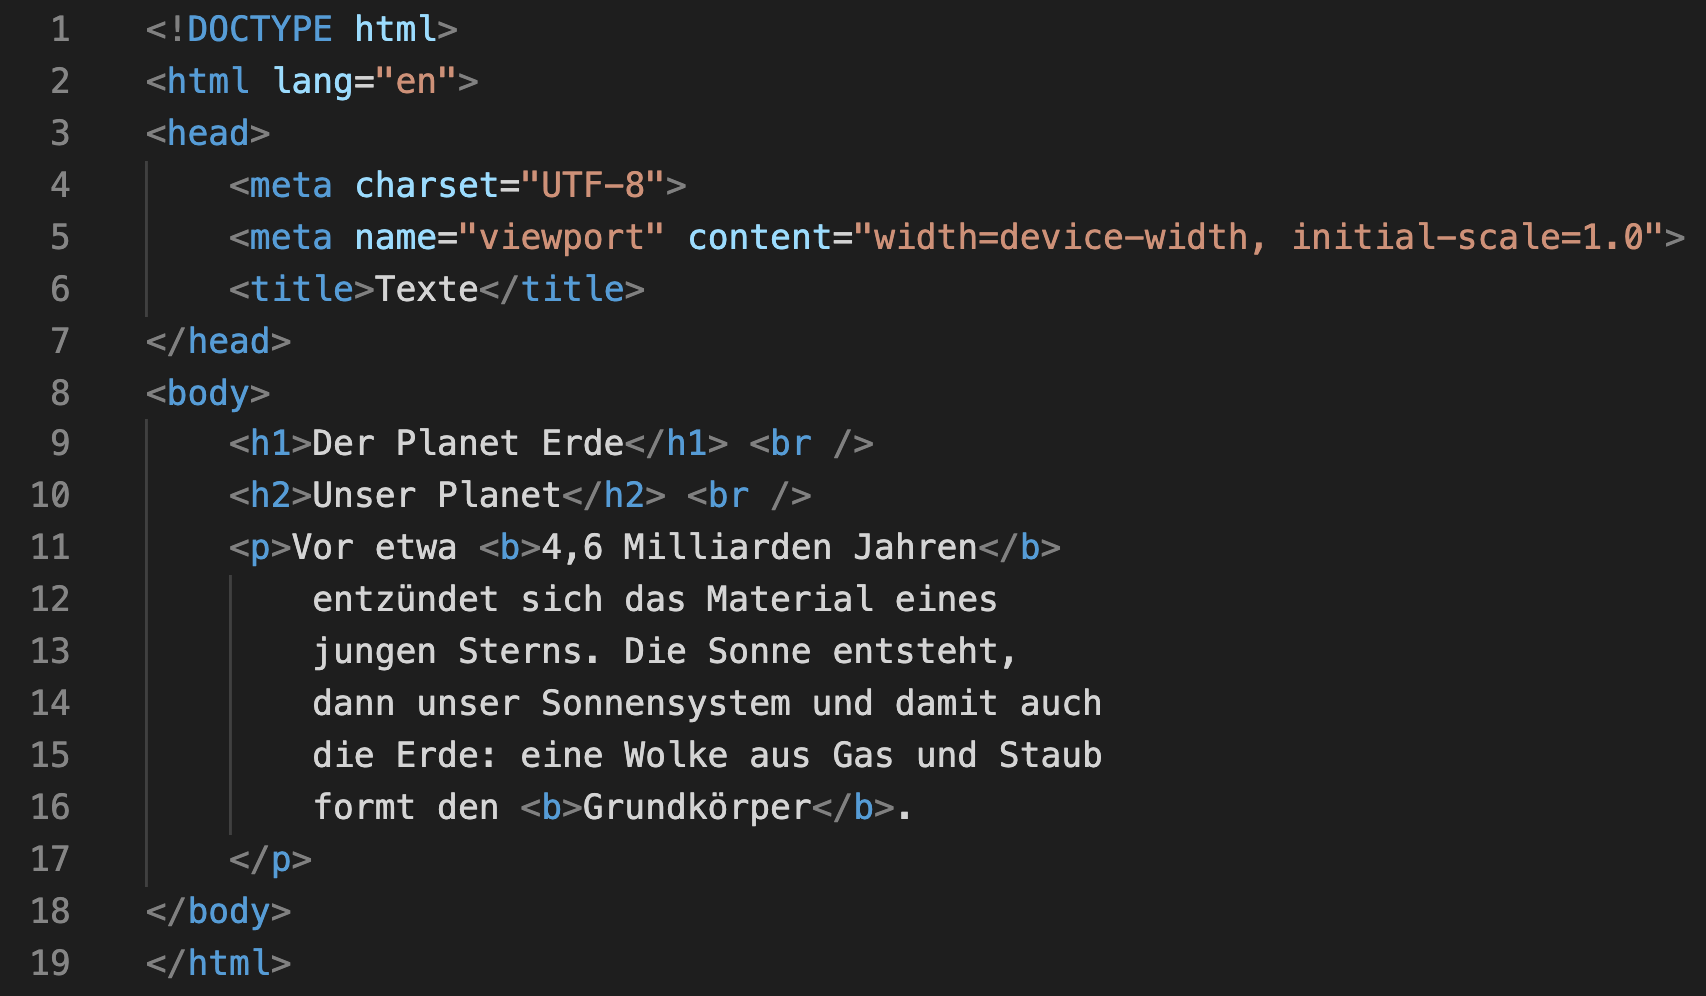 1 <!DOCTYPE html>
2 <html lang="en">
3 <head>
4     <meta charset="UTF-8">
5     <meta name="viewport" content="width=device-width, initial-scale=1.0">
6     <title>Texte</title>
7 </head>
8 <body>
9     <h1>Der Planet Erde</h1> <br />
10     <h2>Unser Planet</h2> <br />
11     <p>Vor etwa <b>4,6 Milliarden Jahren</b>
12         entzündet sich das Material eines
13         jungen Sterns. Die Sonne entsteht,
14         dann unser Sonnensystem und damit auch
15         die Erde: eine Wolke aus Gas und Staub
16         formt den <b>Grundkörper</b>.
17     </p>
18 </body>
19 </html>